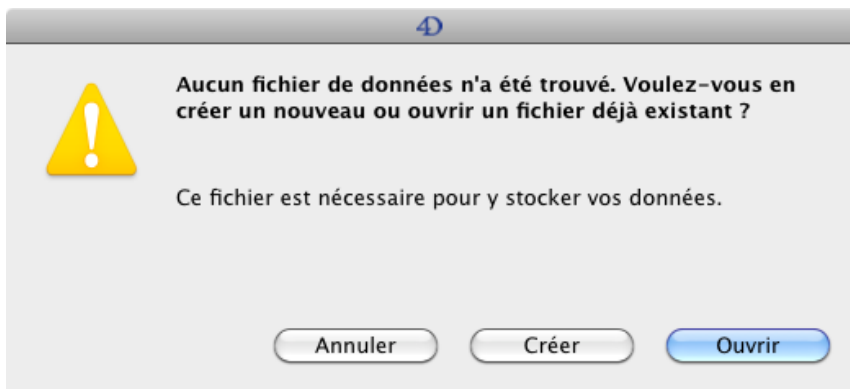 4D
Aucun fichier de données n'a été trouvé. Voulez-vous en
créer un nouveau ou ouvrir un fichier déjà existant ?
Ce fichier est nécessaire pour y stocker vos données.
Annuler Créer Ouvrir